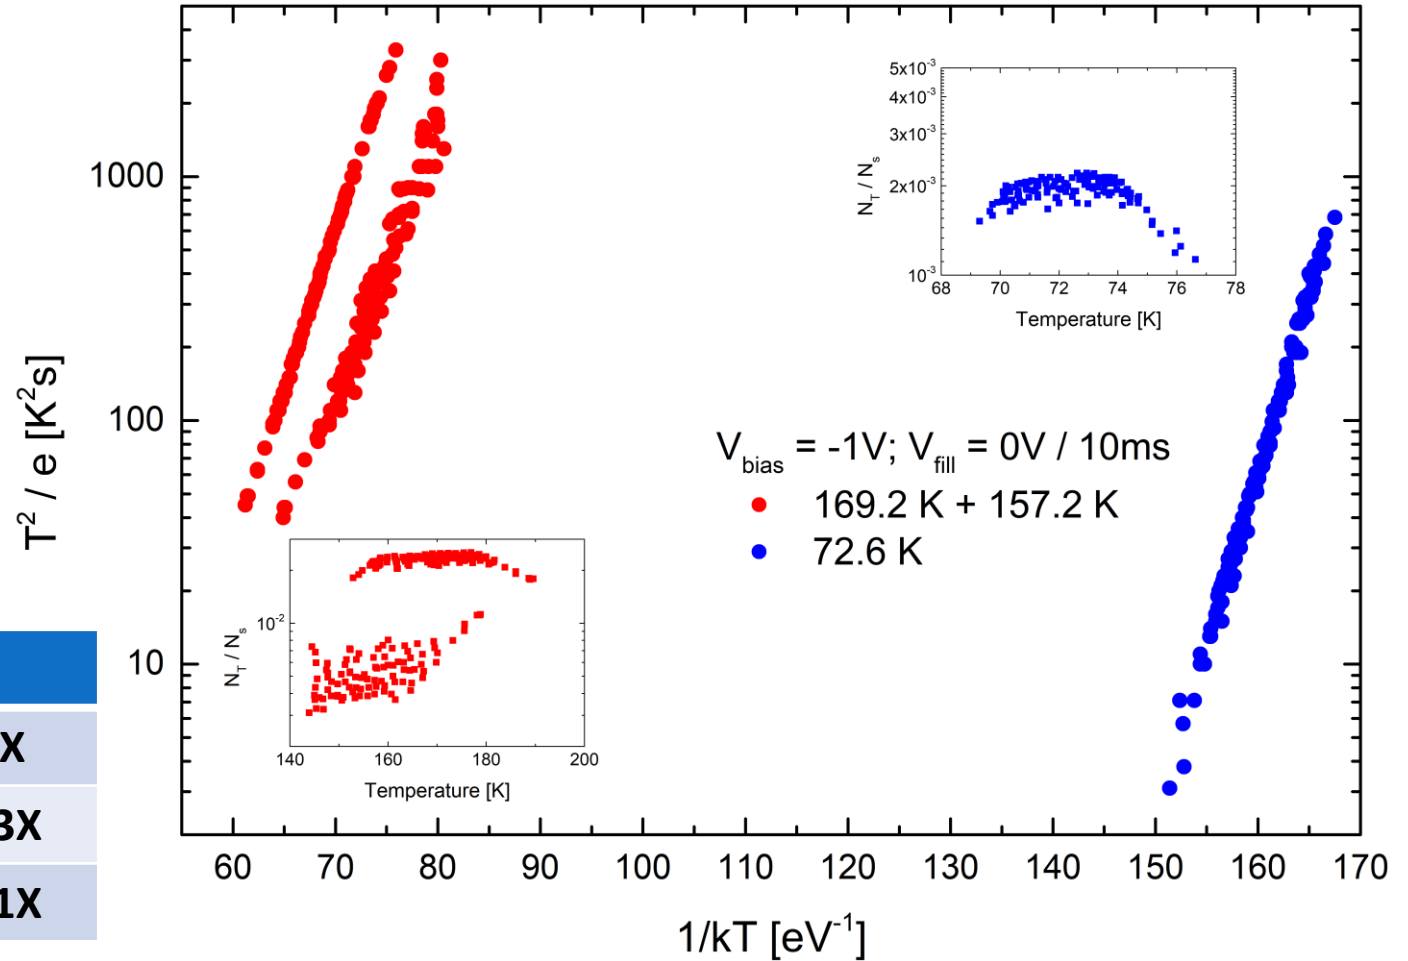 1000
100
10
T² / e [K²s]
60 70 80 90 100 110 120 130 140 150 160 170
1/kT [eV⁻¹]
V_bias = -1V; V_fill = 0V / 10ms
169.2 K + 157.2 K
72.6 K
5x10⁻³
4x10⁻³
3x10⁻³
2x10⁻³
10⁻³
N_T / N_s
68 70 72 74 76 78
Temperature [K]
10⁻²
N_T / N_s
140 160 180 200
Temperature [K]
X
3X
1X